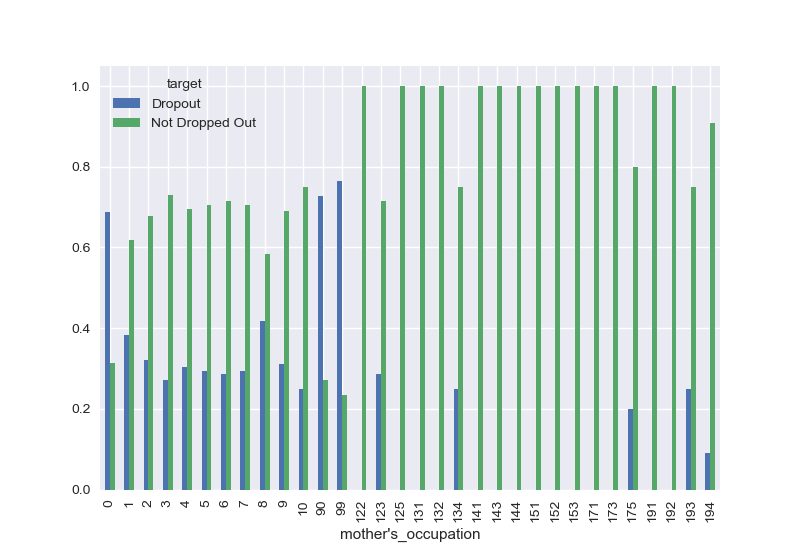 target
Dropout
Not Dropped Out
1.0
0.8
0.6
0.4
0.2
0.0
0 1 2 3 4 5 6 7 8 9 10 90 99 122 123 125 131 132 134 141 143 144 151 152 153 171 173 175 191 192 193 194
mother's_occupation